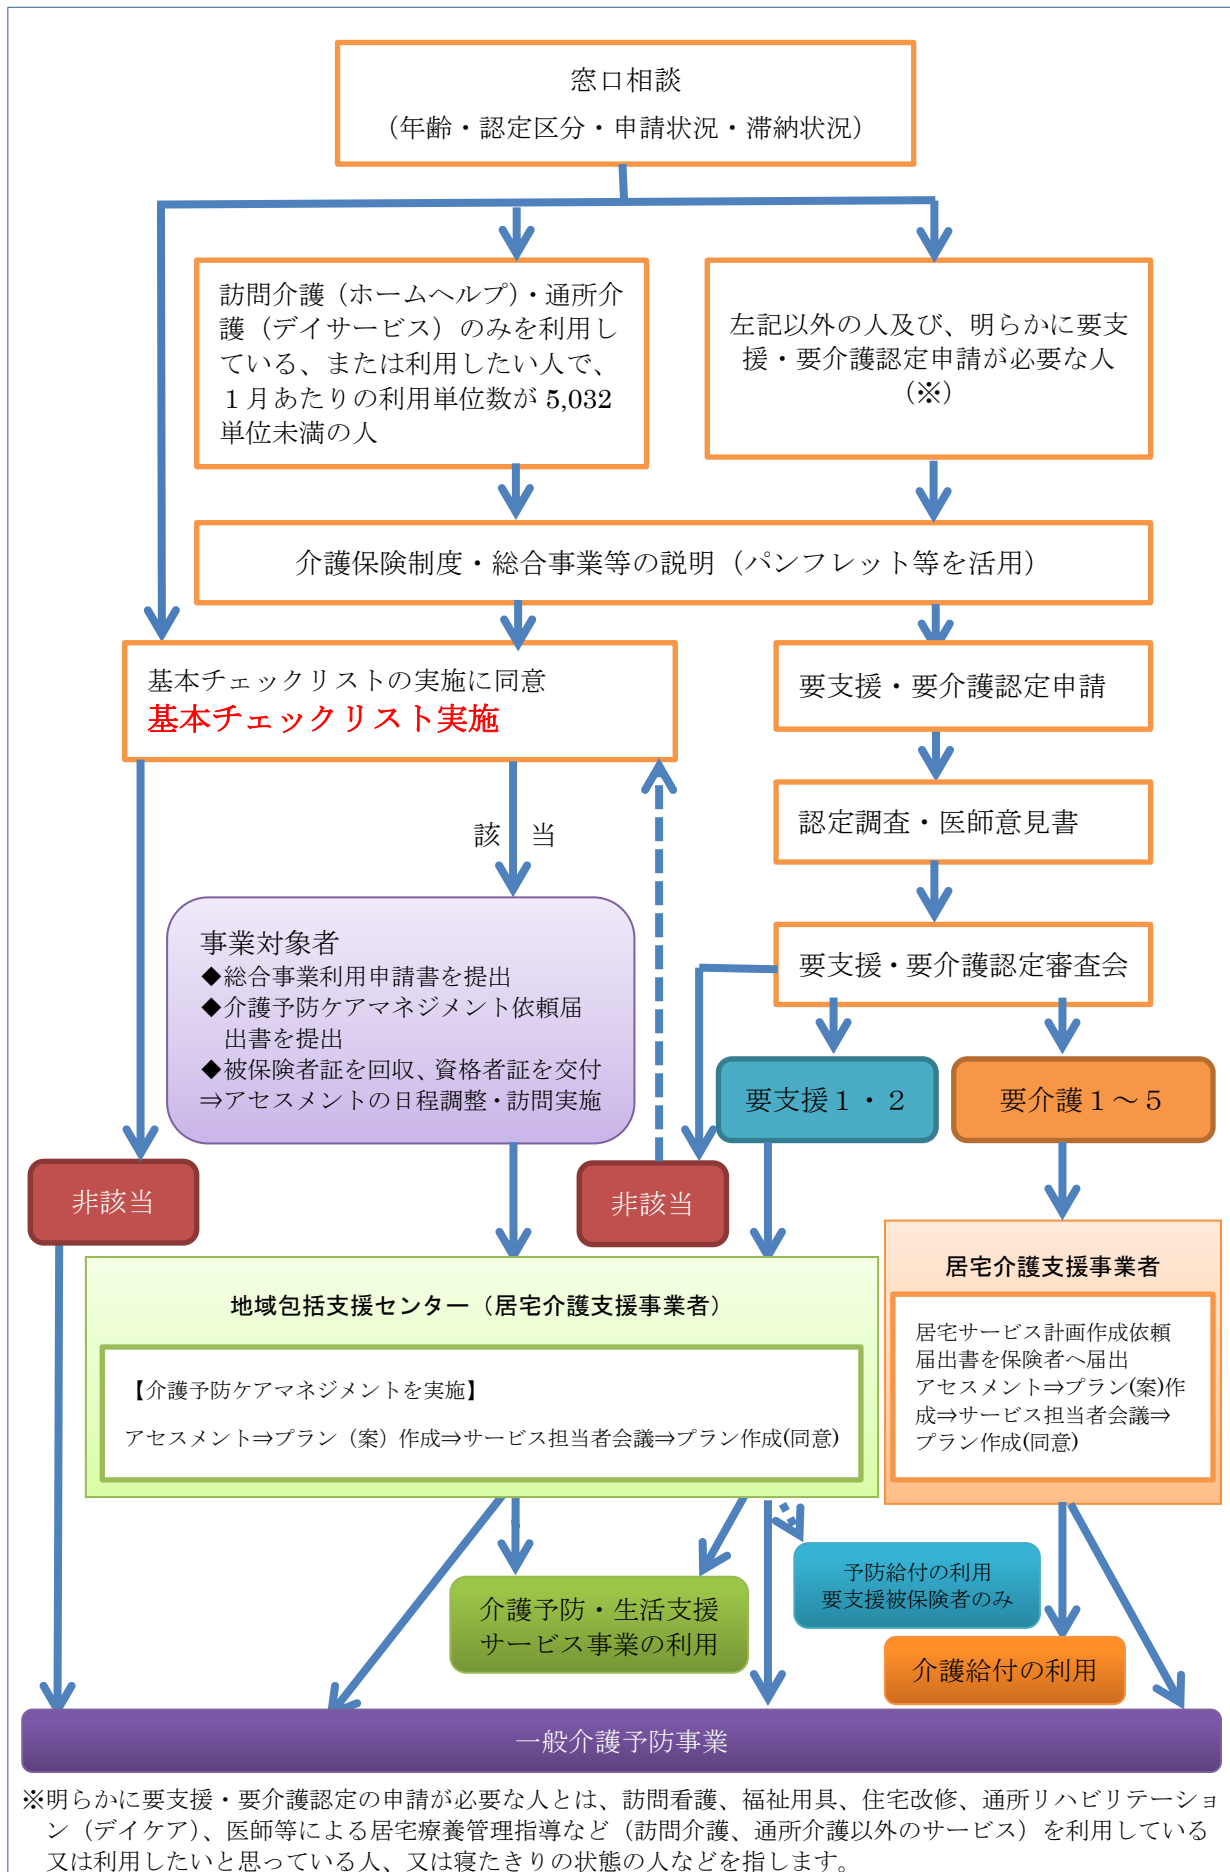 窓口相談
（年齢・認定区分・申請状況・滞納状況）
訪問介護（ホームヘルプ）・通所介
護（デイサービス）のみを利用し
ている、または利用したい人で、
１月あたりの利用単位数が 5,032
単位未満の人
左記以外の人及び、明らかに要支
援・要介護認定申請が必要な人
（※）
介護保険制度・総合事業等の説明（パンフレット等を活用）
基本チェックリストの実施に同意
基本チェックリスト実施
要支援・要介護認定申請
認定調査・医師意見書
該　当
事業対象者
◆総合事業利用申請書を提出
◆介護予防ケアマネジメント依頼届
出書を提出
◆被保険者証を回収、資格者証を交付
⇒アセスメントの日程調整・訪問実施
要支援・要介護認定審査会
要支援１・２
要介護１～５
非該当
非該当
地域包括支援センター（居宅介護支援事業者）
【介護予防ケアマネジメントを実施】
アセスメント⇒プラン（案）作成⇒サービス担当者会議⇒プラン作成(同意)
居宅介護支援事業者
居宅サービス計画作成依頼
届出書を保険者へ届出
アセスメント⇒プラン(案)作
成⇒サービス担当者会議⇒
プラン作成(同意)
予防給付の利用
要支援被保険者のみ
介護予防・生活支援
サービス事業の利用
介護給付の利用
一般介護予防事業
※明らかに要支援・要介護認定の申請が必要な人とは、訪問看護、福祉用具、住宅改修、通所リハビリテーショ
ン（デイケア）、医師等による居宅療養管理指導など（訪問介護、通所介護以外のサービス）を利用している
又は利用したいと思っている人、又は寝たきりの状態の人などを指します。